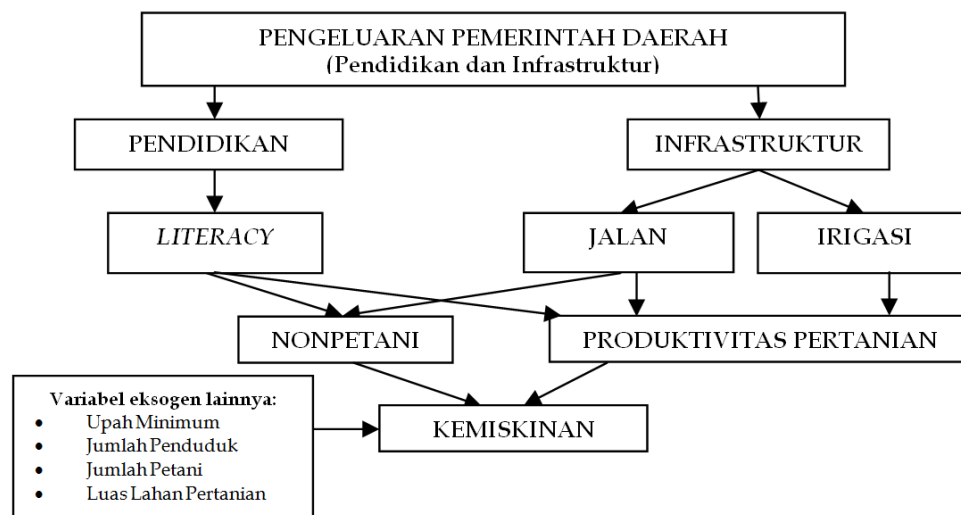 PENGELUARAN PEMERINTAH DAERAH
(Pendidikan dan Infrastruktur)
PENDIDIKAN
INFRASTRUKTUR
LITERACY
JALAN
IRIGASI
NONPETANI
PRODUKTIVITAS PERTANIAN
Variabel eksogen lainnya:
• Upah Minimum
• Jumlah Penduduk
• Jumlah Petani
• Luas Lahan Pertanian
KEMISKINAN